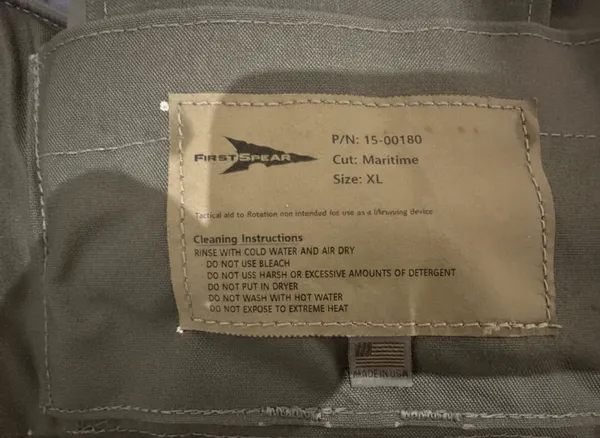 FIRSTSPEAR
P/N: 15-00180
Cut: Maritime
Size: XL
Tactical aid to flotation non intended for use as a lifesaving device
Cleaning Instructions
RINSE WITH COLD WATER AND AIR DRY
DO NOT USE BLEACH
DO NOT USE HARSH OR EXCESSIVE AMOUNTS OF DETERGENT
DO NOT PUT IN DRYER
DO NOT WASH WITH HOT WATER
DO NOT EXPOSE TO EXTREME HEAT
MADE IN USA